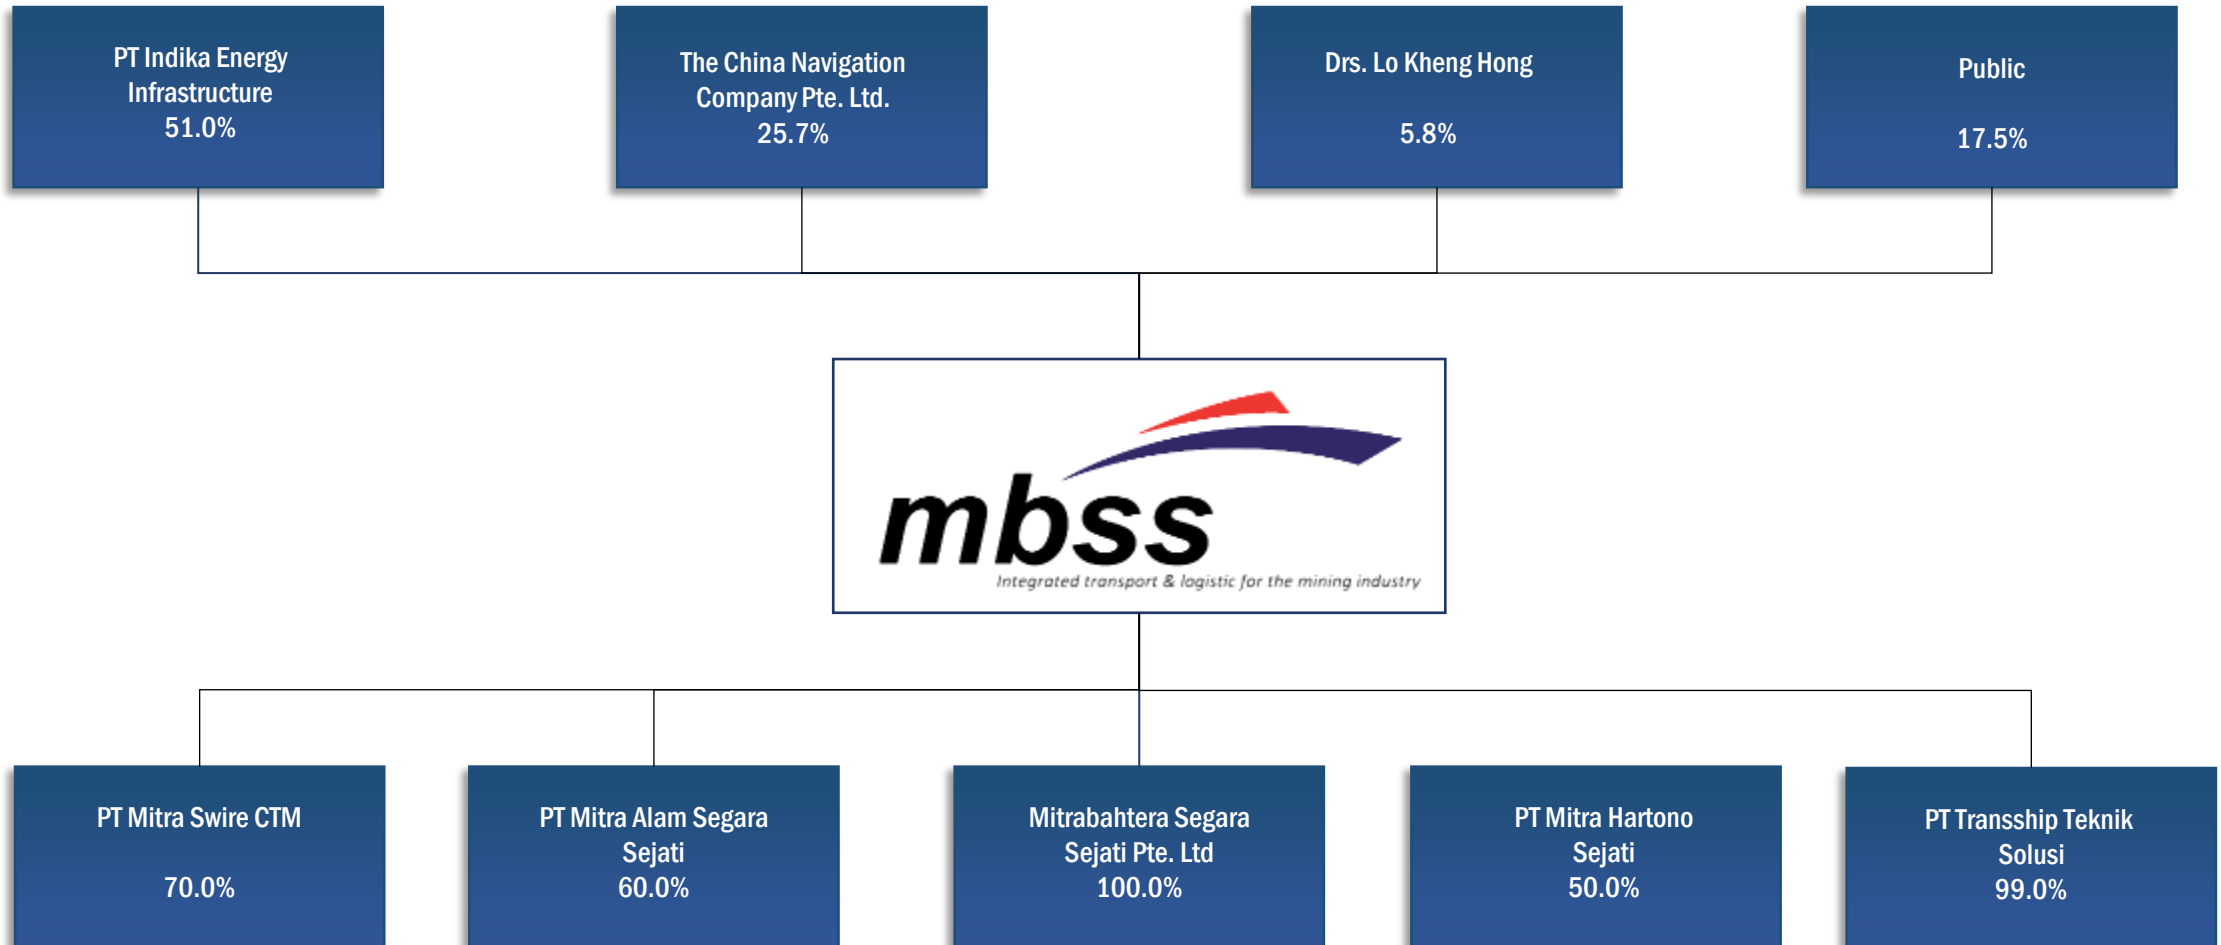 PT Indika Energy
Infrastructure
51.0%
The China Navigation
Company Pte. Ltd.
25.7%
Drs. Lo Kheng Hong
5.8%
Public
17.5%
mbss
Integrated transport & logistic for the mining industry
PT Mitra Swire CTM
70.0%
PT Mitra Alam Segara
Sejati
60.0%
Mitrabahtera Segara
Sejati Pte. Ltd
100.0%
PT Mitra Hartono
Sejati
50.0%
PT Transship Teknik
Solusi
99.0%